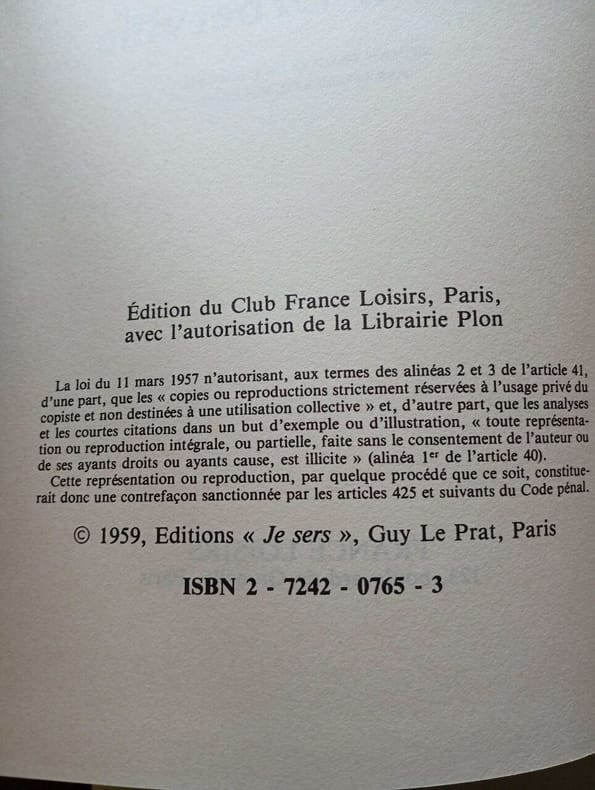 Édition du Club France Loisirs, Paris,
avec l'autorisation de la Librairie Plon
La loi du 11 mars 1957 n'autorisant, aux termes des alinéas 2 et 3 de l'article 41,
d'une part, que les « copies ou reproductions strictement réservées à l'usage privé du
copiste et non destinées à une utilisation collective » et, d'autre part, que les analyses
et les courtes citations dans un but d'exemple ou d'illustration, « toute représenta-
tion ou reproduction intégrale, ou partielle, faite sans le consentement de l'auteur ou
de ses ayants droits ou ayants cause, est illicite » (alinéa 1er de l'article 40).
Cette représentation ou reproduction, par quelque procédé que ce soit, constitue-
rait donc une contrefaçon sanctionnée par les articles 425 et suivants du Code pénal.
© 1959, Editions « Je sers », Guy Le Prat, Paris
ISBN 2 - 7242 - 0765 - 3